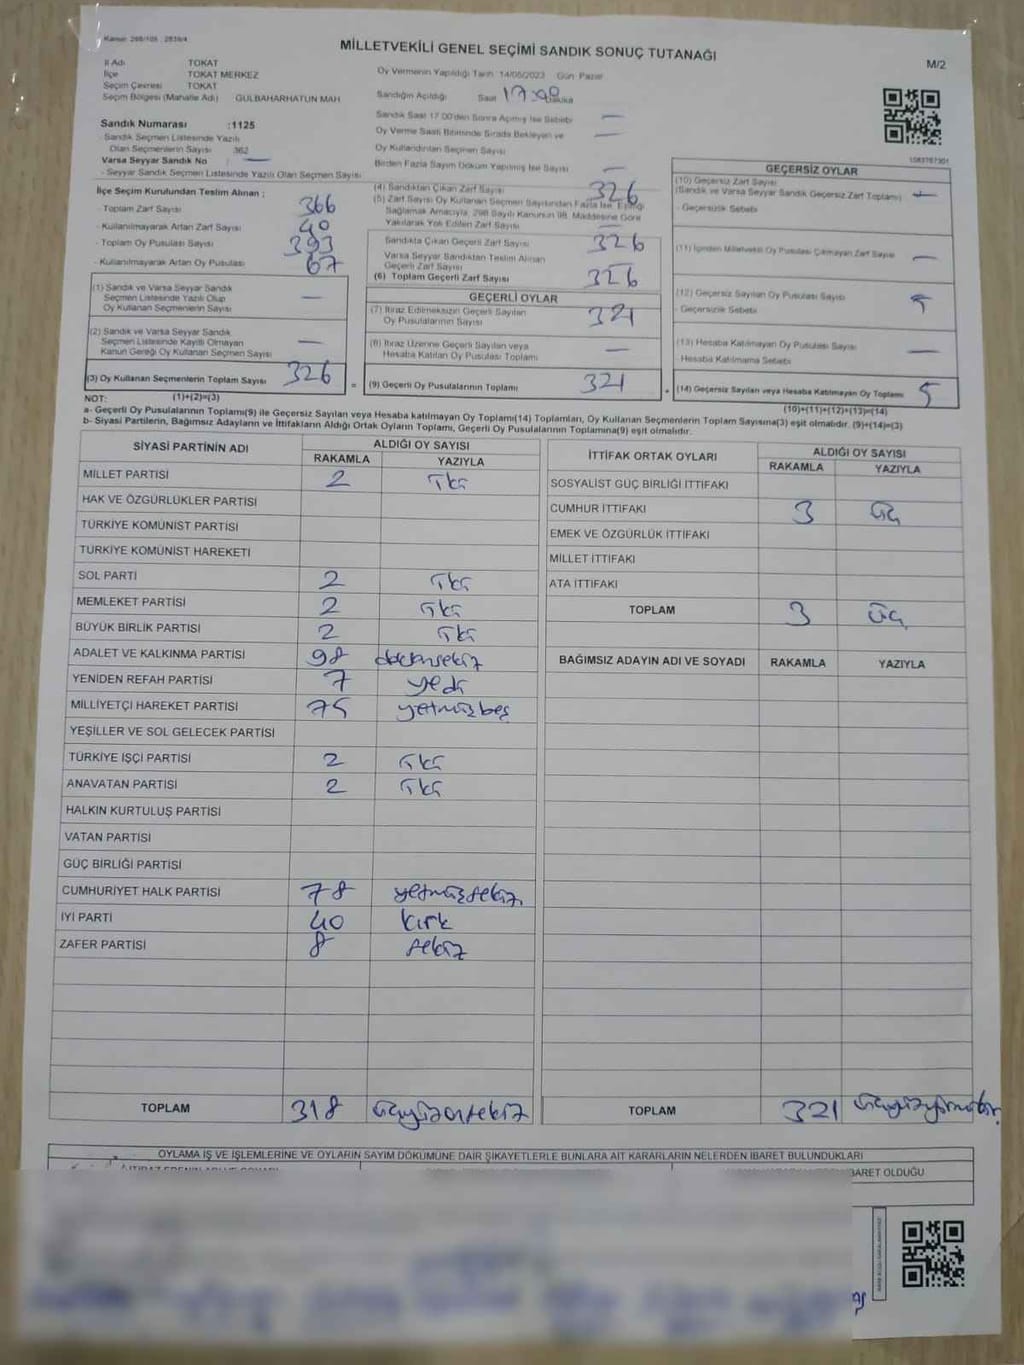 Kanun: 298/105 : 2839/4
MİLLETVEKİLİ GENEL SEÇİMİ SANDIK SONUÇ TUTANAĞI
M/2
İl Adı TOKAT
İlçe TOKAT MERKEZ
Seçim Çevresi TOKAT
Seçim Bölgesi (Mahalle Adı) GÜLBAHARHATUN MAH
Sandık Numarası :1125
Sandık Seçmen Listesinde Yazılı
Olan Seçmenlerin Sayısı 362
Varsa Seyyar Sandık No : —
- Seyyar Sandık Seçmen Listesinde Yazılı Olan Seçmen Sayısı
İlçe Seçim Kurulundan Teslim Alınan ;
- Toplam Zarf Sayısı 366
- Kullanılmayarak Artan Zarf Sayısı 40
- Toplam Oy Pusulası Sayısı 393
- Kullanılmayarak Artan Oy Pusulası 67
(1) Sandık ve Varsa Seyyar Sandık
Seçmen Listesinde Yazılı Olup
Oy Kullanan Seçmenlerin Sayısı —
(2) Sandık ve Varsa Seyyar Sandık
Seçmen Listesinde Kayıtlı Olmayan
Kanun Gereği Oy Kullanan Seçmen Sayısı —
(3) Oy Kullanan Seçmenlerin Toplam Sayısı 326
Oy Vermenin Yapıldığı Tarih 14/05/2023 Gün Pazar
Sandığın Açıldığı Saat 17:00 Dakika
Sandık Saat 17.00'den Sonra Açılmış İse Sebebi —
Oy Verme Saati Bitiminde Sırada Bekleyen ve —
Oy Kullandırılan Seçmen Sayısı
Birden Fazla Sayım Döküm Yapılmış İse Sayısı —
(4) Sandıktan Çıkan Zarf Sayısı 326
(5) Zarf Sayısı Oy Kullanan Seçmen Sayısından Fazla İse, Eşitliği
Sağlamak Amacıyla, 298 Sayılı Kanunun 98. Maddesine Göre
Yakılarak Yok Edilen Zarf Sayısı —
Sandıkta Çıkan Geçerli Zarf Sayısı 326
Varsa Seyyar Sandıktan Teslim Alınan
Geçerli Zarf Sayısı
(6) Toplam Geçerli Zarf Sayısı 326
GEÇERLİ OYLAR
(7) İtiraz Edilmeksizin Geçerli Sayılan
Oy Pusulalarının Sayısı 321
(8) İtiraz Üzerine Geçerli Sayılan veya
Hesaba Katılan Oy Pusulası Toplamı —
= (9) Geçerli Oy Pusulalarının Toplamı 321
1083787301
GEÇERSİZ OYLAR
(10) Geçersiz Zarf Sayısı
(Sandık ve Varsa Seyyar Sandık Geçersiz Zarf Toplamı) —
- Geçersizlik Sebebi
(11) İçinden Milletvekili Oy Pusulası Çıkmayan Zarf Sayısı —
(12) Geçersiz Sayılan Oy Pusulası Sayısı 5
- Geçersizlik Sebebi
(13) Hesaba Katılmayan Oy Pusulası Sayısı —
Hesaba Katılmama Sebebi
+ (14) Geçersiz Sayılan veya Hesaba Katılmayan Oy Toplamı 5
NOT: (1)+(2)=(3)
(10)+(11)+(12)+(13)=(14)
a- Geçerli Oy Pusulaları Toplamı(9) ile Geçersiz Sayılan veya Hesaba katılmayan Oy Toplamı(14) Toplamları, Oy Kullanan Seçmenlerin Toplam Sayısına(3) eşit olmalıdır. (9)+(14)=(3)
b- Siyasi Partilerin, Bağımsız Adayların ve İttifakların Aldığı Ortak Oyların Toplamı, Geçerli Oy Pusulalarının Toplamına(9) eşit olmalıdır.
SİYASİ PARTİNİN ADI ALDIĞI OY SAYISI
RAKAMLA YAZIYLA
MİLLET PARTİSİ 2 İki
HAK VE ÖZGÜRLÜKLER PARTİSİ
TÜRKİYE KOMÜNİST PARTİSİ
TÜRKİYE KOMÜNİST HAREKETİ
SOL PARTİ 2 İki
MEMLEKET PARTİSİ 2 İki
BÜYÜK BİRLİK PARTİSİ 2 İki
ADALET VE KALKINMA PARTİSİ 98 doksansekiz
YENİDEN REFAH PARTİSİ 7 yedi
MİLLİYETÇİ HAREKET PARTİSİ 75 yetmişbeş
YEŞİLLER VE SOL GELECEK PARTİSİ
TÜRKİYE İŞÇİ PARTİSİ 2 İki
ANAVATAN PARTİSİ 2 İki
HALKIN KURTULUŞ PARTİSİ
VATAN PARTİSİ
GÜÇ BİRLİĞİ PARTİSİ
CUMHURİYET HALK PARTİSİ 78 yetmişsekiz
İYİ PARTİ 40 kırk
ZAFER PARTİSİ 8 sekiz
TOPLAM 318 üçyüzonsekiz
İTTİFAK ORTAK OYLARI ALDIĞI OY SAYISI
RAKAMLA YAZIYLA
SOSYALİST GÜÇ BİRLİĞİ İTTİFAKI
CUMHUR İTTİFAKI 3 Üç
EMEK VE ÖZGÜRLÜK İTTİFAKI
MİLLET İTTİFAKI
ATA İTTİFAKI
TOPLAM 3 Üç
BAĞIMSIZ ADAYIN ADI VE SOYADI RAKAMLA YAZIYLA
TOPLAM 321 üçyüzyirmibir
OYLAMA İŞ VE İŞLEMLERİNE VE OYLARIN SAYIM DÖKÜMÜNE DAİR ŞİKAYETLERLE BUNLARA AİT KARARLARIN NELERDEN İBARET BULUNDUKLARI
İBARET OLDUĞU